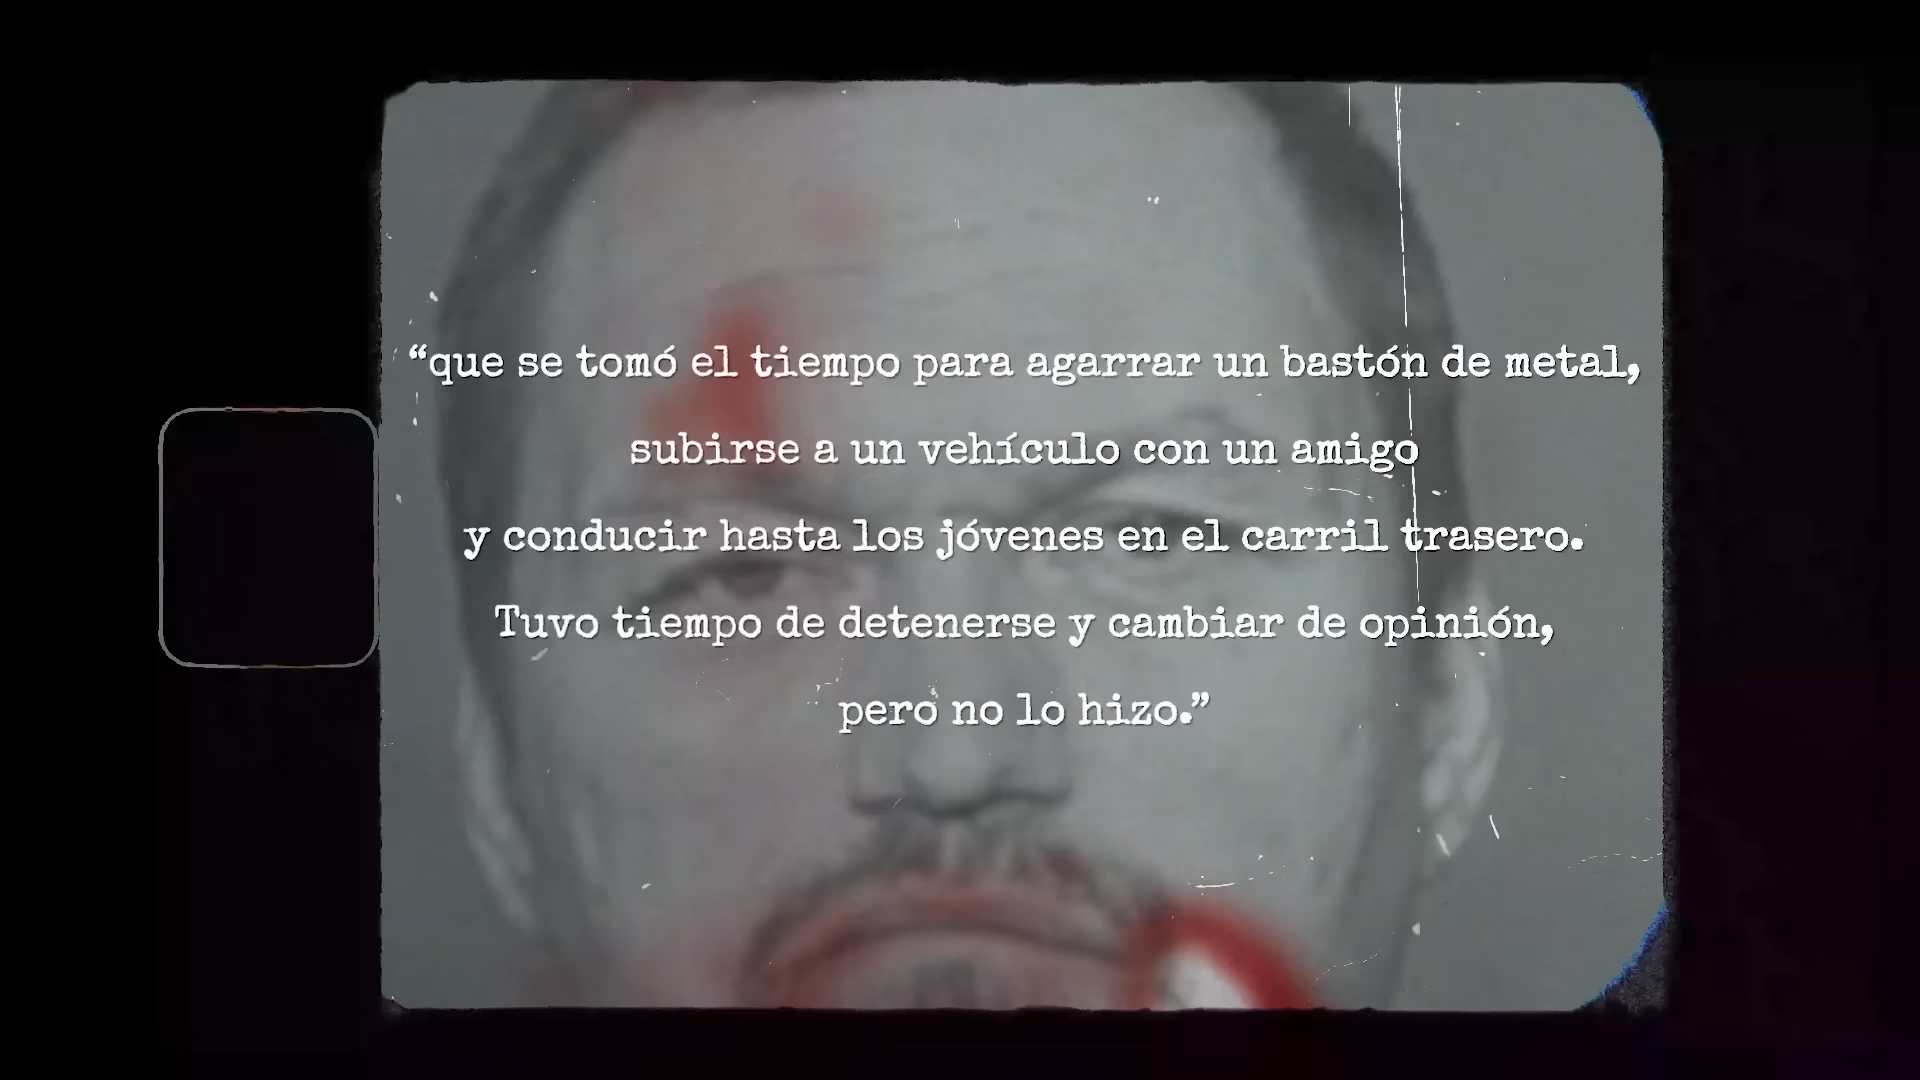 “que se tomó el tiempo para agarrar un bastón de metal,
subirse a un vehículo con un amigo
y conducir hasta los jóvenes en el carril trasero.
Tuvo tiempo de detenerse y cambiar de opinión,
pero no lo hizo.”